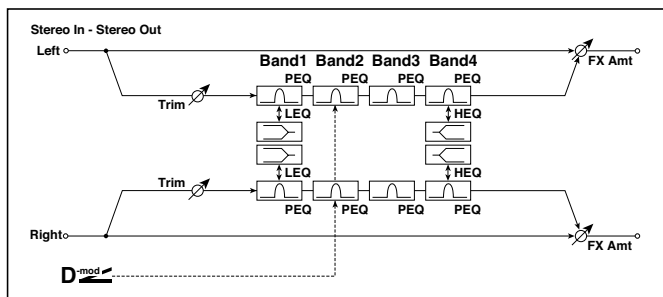 Stereo In - Stereo Out
Left
Band1 Band2 Band3 Band4
FX Amt
PEQ PEQ PEQ PEQ
Trim
LEQ HEQ
LEQ HEQ
Trim
PEQ PEQ PEQ PEQ
Right
FX Amt
D-mod